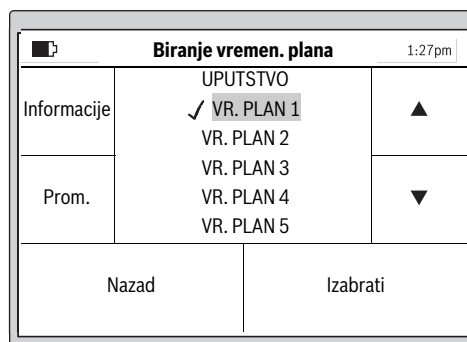 Biranje vremen. plana
1:27pm
Informacije
Prom.
UPUTSTVO
✓ VR. PLAN 1
VR. PLAN 2
VR. PLAN 3
VR. PLAN 4
VR. PLAN 5
▲
▼
Nazad
Izabrati